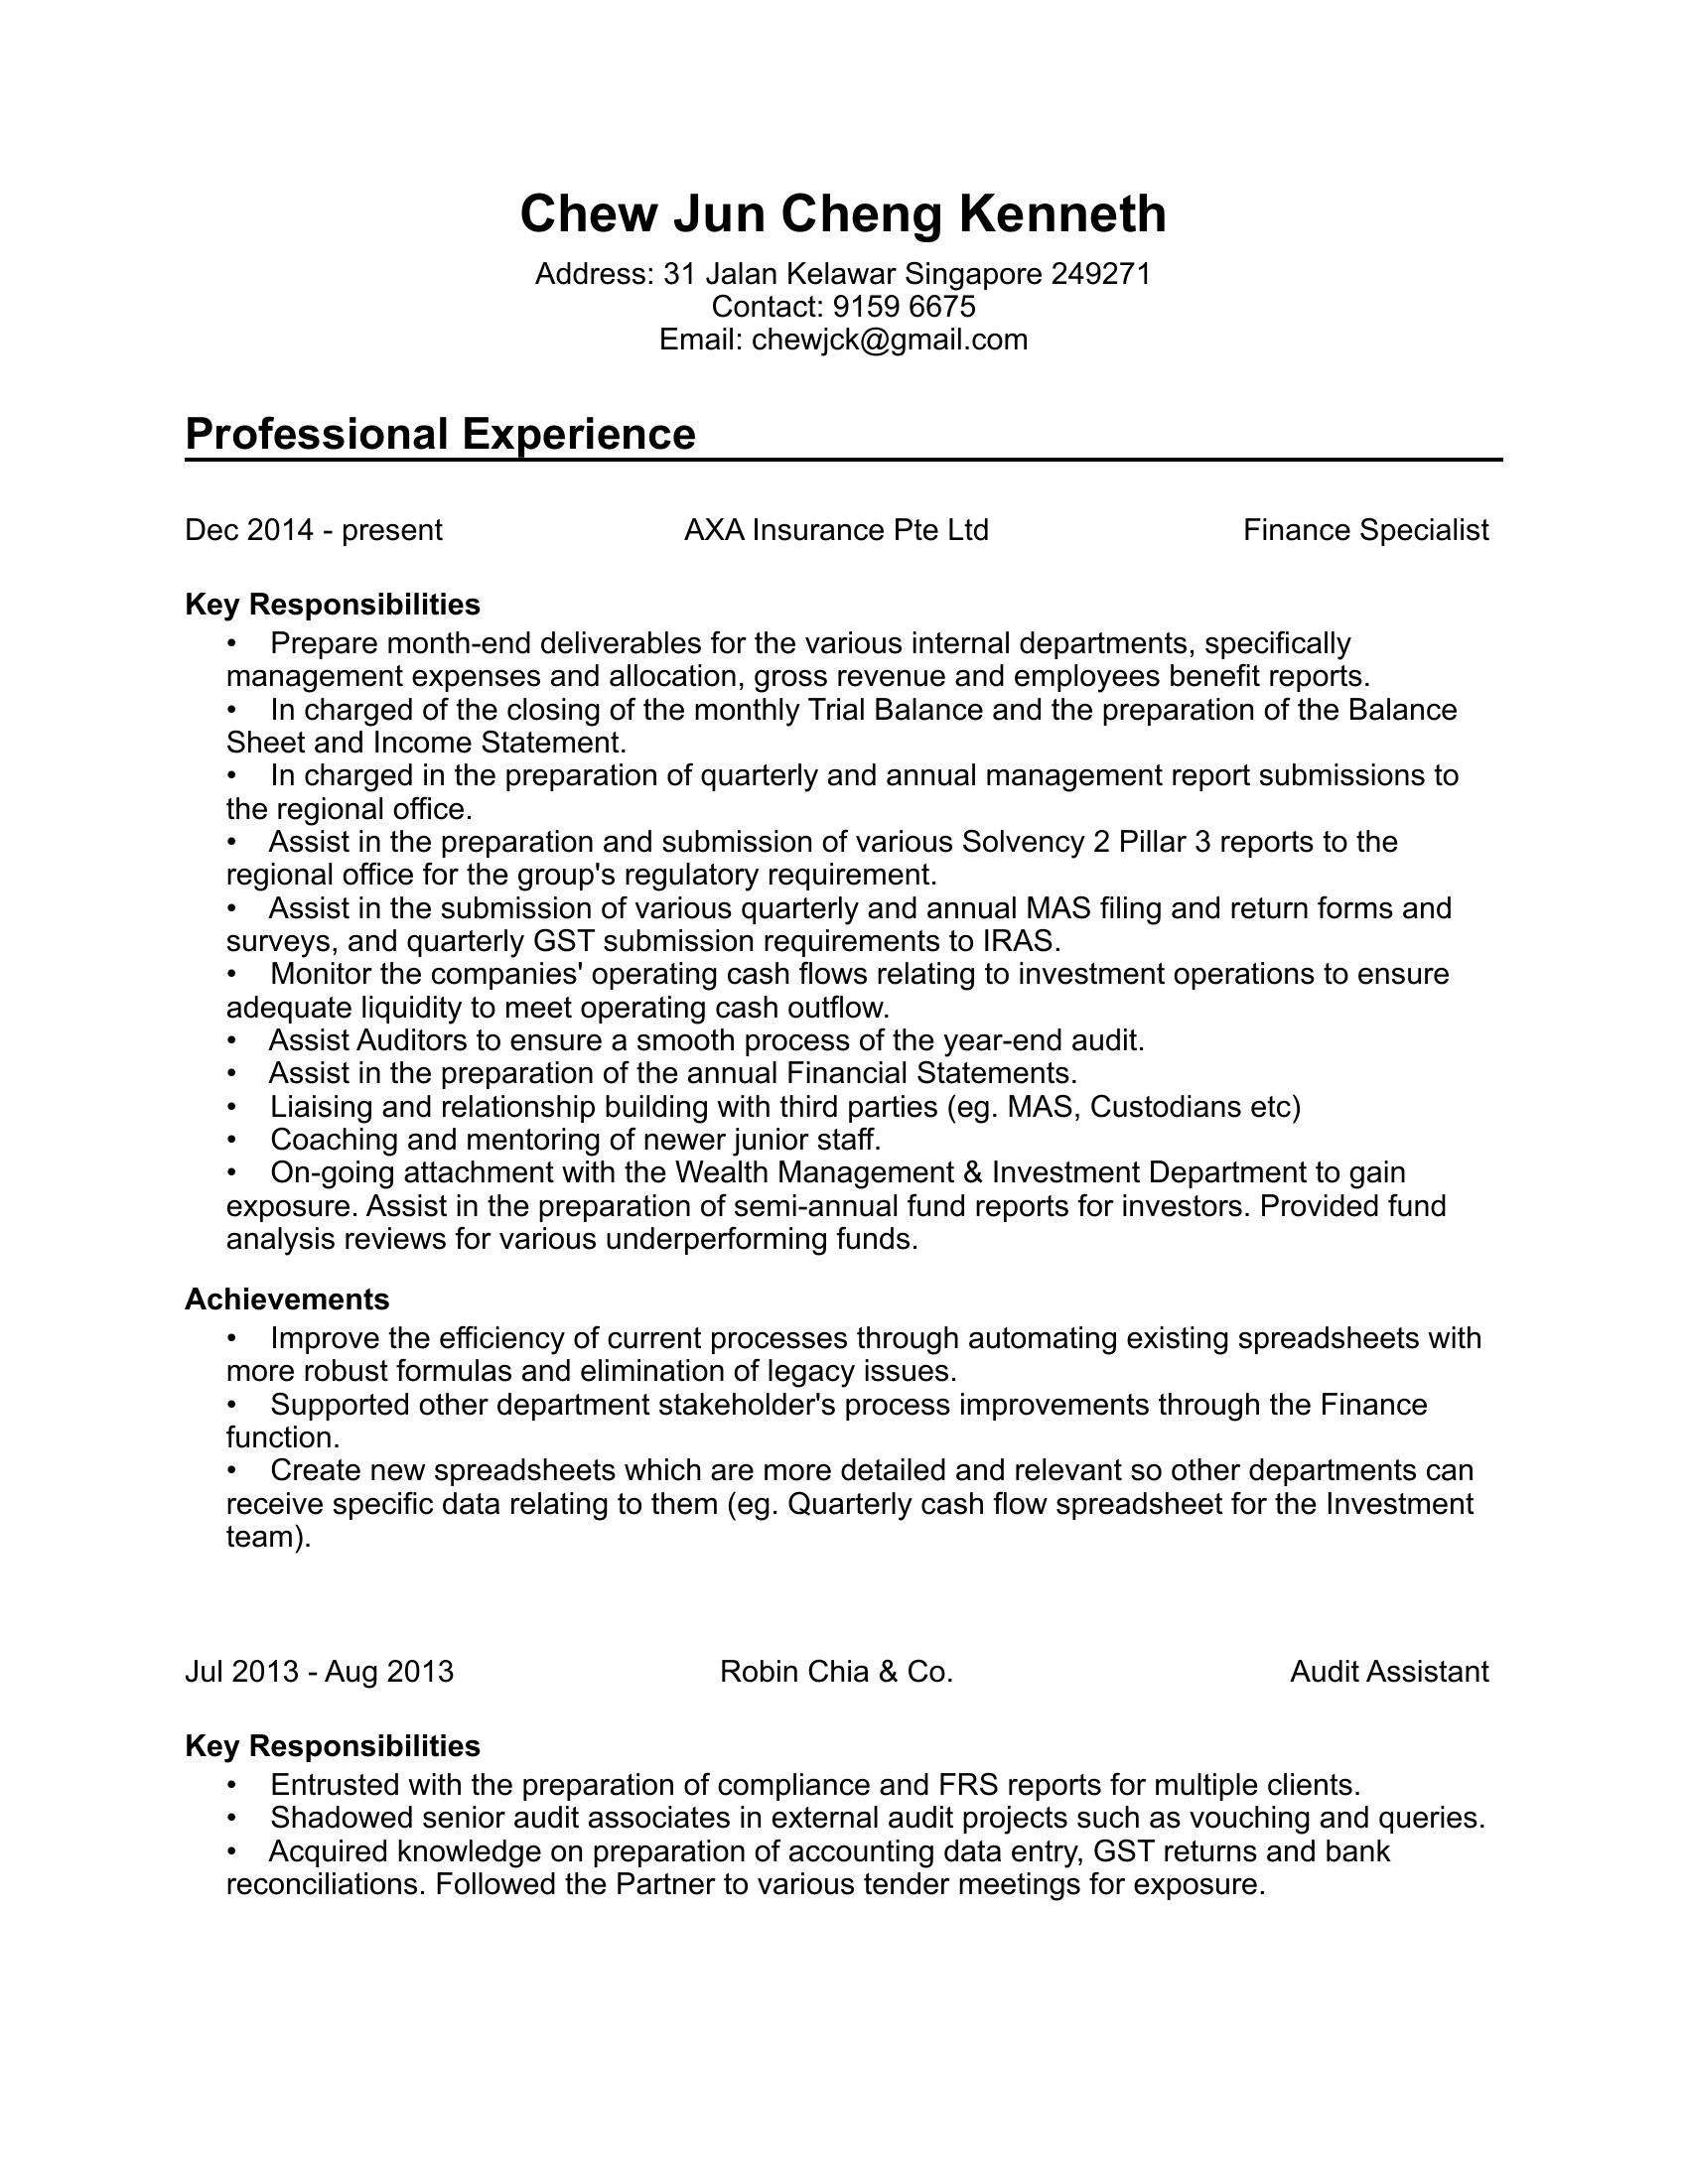 Chew Jun Cheng Kenneth
Address: 31 Jalan Kelawar Singapore 249271
Contact: 9159 6675
Email: chewjck@gmail.com
Professional Experience
Dec 2014 - present AXA Insurance Pte Ltd Finance Specialist
Key Responsibilities
• Prepare month-end deliverables for the various internal departments, specifically
management expenses and allocation, gross revenue and employees benefit reports.
• In charged of the closing of the monthly Trial Balance and the preparation of the Balance
Sheet and Income Statement.
• In charged in the preparation of quarterly and annual management report submissions to
the regional office.
• Assist in the preparation and submission of various Solvency 2 Pillar 3 reports to the
regional office for the group's regulatory requirement.
• Assist in the submission of various quarterly and annual MAS filing and return forms and
surveys, and quarterly GST submission requirements to IRAS.
• Monitor the companies' operating cash flows relating to investment operations to ensure
adequate liquidity to meet operating cash outflow.
• Assist Auditors to ensure a smooth process of the year-end audit.
• Assist in the preparation of the annual Financial Statements.
• Liaising and relationship building with third parties (eg. MAS, Custodians etc)
• Coaching and mentoring of newer junior staff.
• On-going attachment with the Wealth Management & Investment Department to gain
exposure. Assist in the preparation of semi-annual fund reports for investors. Provided fund
analysis reviews for various underperforming funds.
Achievements
• Improve the efficiency of current processes through automating existing spreadsheets with
more robust formulas and elimination of legacy issues.
• Supported other department stakeholder's process improvements through the Finance
function.
• Create new spreadsheets which are more detailed and relevant so other departments can
receive specific data relating to them (eg. Quarterly cash flow spreadsheet for the Investment
team).
Jul 2013 - Aug 2013 Robin Chia & Co. Audit Assistant
Key Responsibilities
• Entrusted with the preparation of compliance and FRS reports for multiple clients.
• Shadowed senior audit associates in external audit projects such as vouching and queries.
• Acquired knowledge on preparation of accounting data entry, GST returns and bank
reconciliations. Followed the Partner to various tender meetings for exposure.